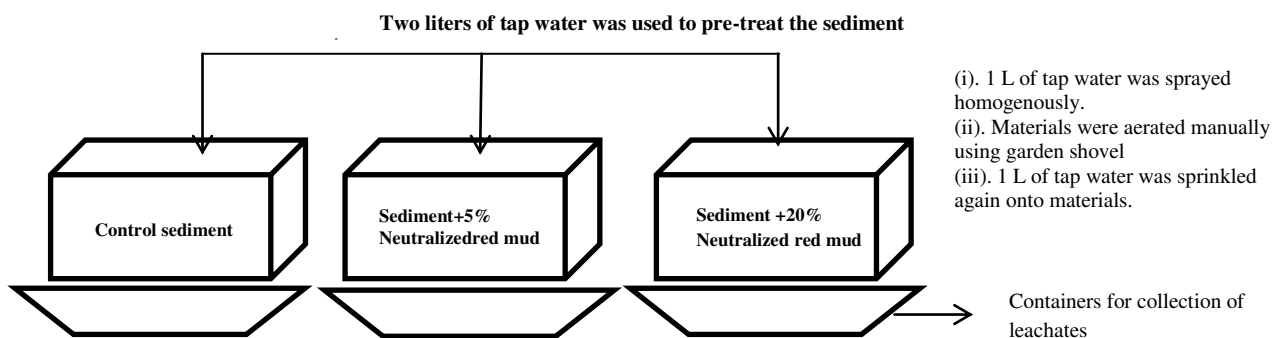 Two liters of tap water was used to pre-treat the sediment
(i). 1 L of tap water was sprayed
homogenously.
(ii). Materials were aerated manually
using garden shovel
(iii). 1 L of tap water was sprinkled
again onto materials.
Control sediment
Sediment+5%
Neutralizedred mud
Sediment +20%
Neutralized red mud
Containers for collection of
leachates